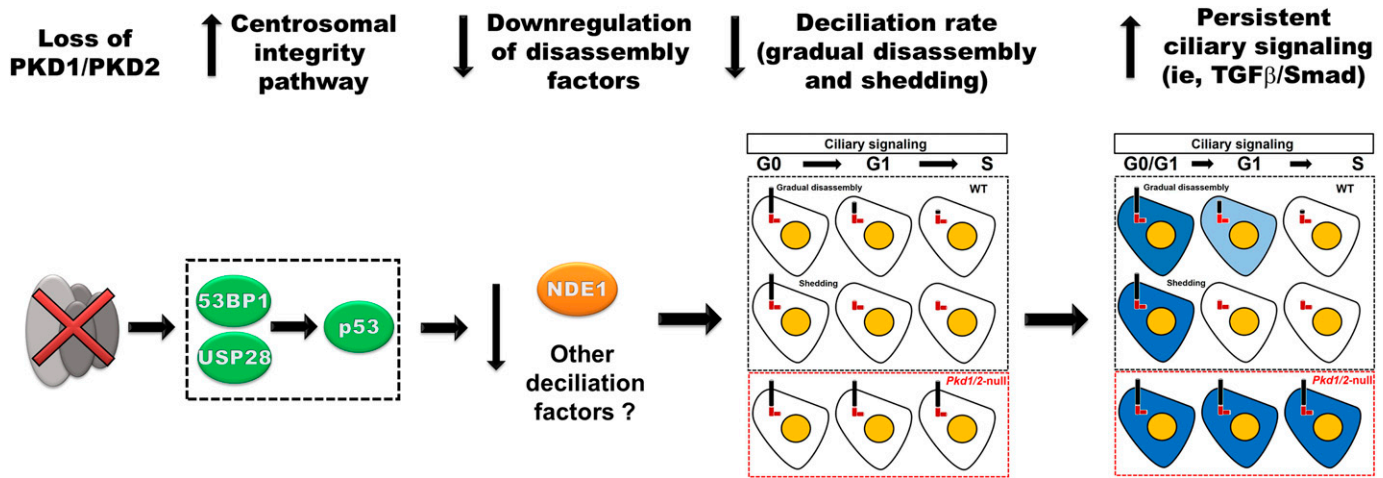 Loss of
PKD1/PKD2
Centrosomal
integrity
pathway
Downregulation
of disassembly
factors
Deciliation rate
(gradual disassembly
and shedding)
Persistent
ciliary signaling
(ie, TGFβ/Smad)
53BP1
USP28
p53
NDE1
Other
deciliation
factors ?
Ciliary signaling
G0 G1 S
Gradual disassembly WT
Shedding
Pkd1/2-null
Ciliary signaling
G0/G1 G1 S
Gradual disassembly WT
Shedding
Pkd1/2-null